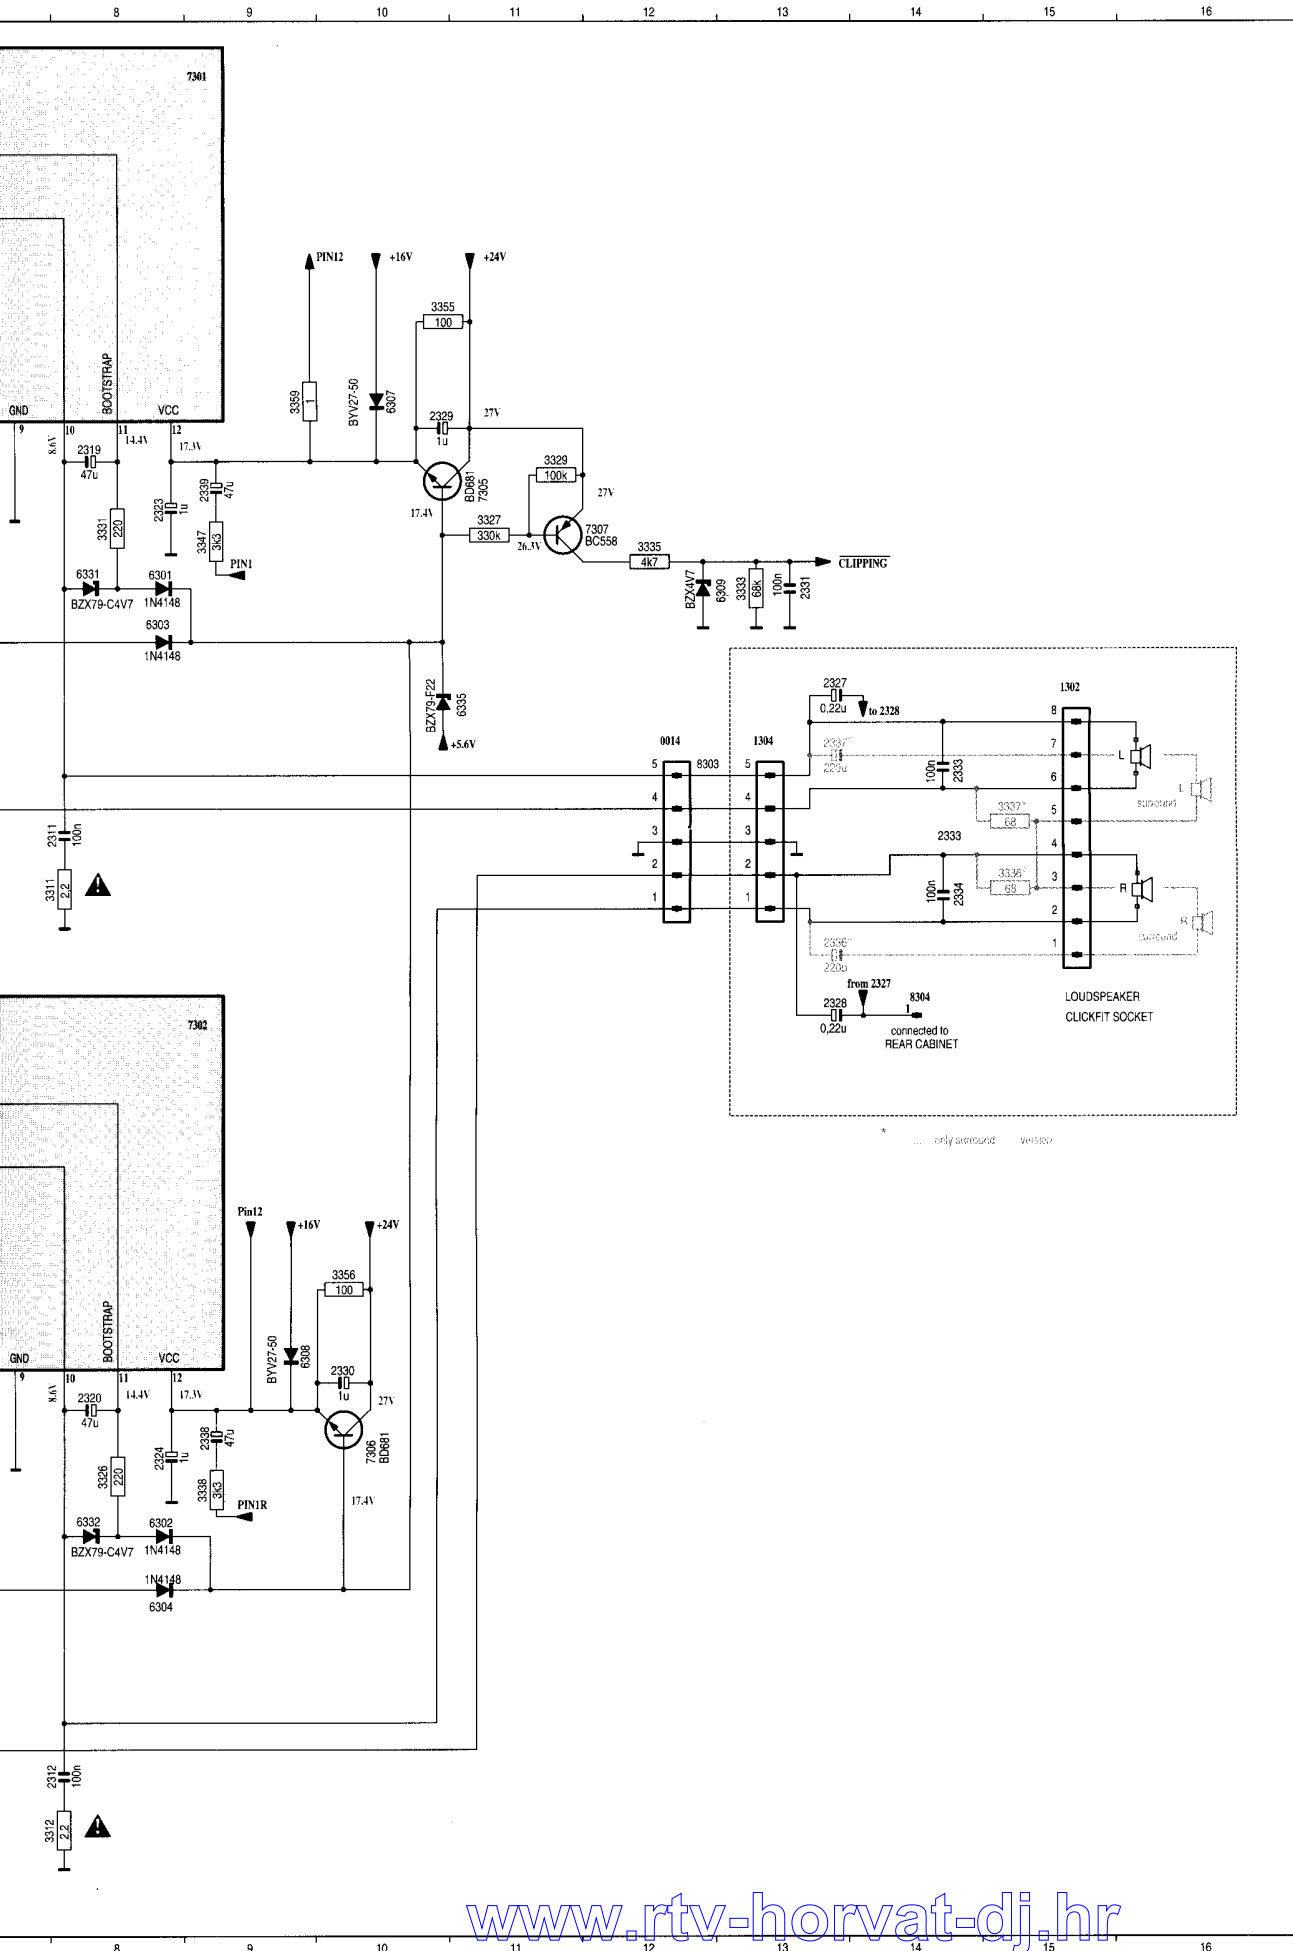 8 9 10 11 12 13 14 15 16
7301
PIN12 +16V +24V
3355
100
BOOTSTRAP
3359
1
BYV27-50
6307
GND VCC
2329
1u
27V
9 10 11 12
8.6V
14.4V
17.3V
2319
47u
2323
1u
2339
47u
BD681
7305
3329
100k
27V
17.4V
3331
220
3347
3k3
PIN1
3327
330k
26.3V
7307
BC558
3335
4k7
CLIPPING
BZX4V7
6309
3333
68k
100n
2331
6331
BZX79-C4V7
6301
1N4148
6303
1N4148
BZX79-F22
6335
+5.6V
2327
0,22u
to 2328
1302
0014
8303
1304
5 4 3 2 1
5 4 3 2 1
8 7 6 5 4 3 2 1
2337*
220u
100n
2333
L
L
surround
3337*
68
2333
3336*
68
100n
2334
R
R
surround
2336*
220u
2311
100n
3311
2,2
from 2327
2328
0,22u
8304
1
connected to
REAR CABINET
LOUDSPEAKER
CLICKFIT SOCKET
* ... only surround version
7302
Pin12 +16V +24V
3356
100
BOOTSTRAP
BYV27-50
6308
GND VCC
2330
1u
27V
9 10 11 12
8.6V
14.4V
17.3V
2320
47u
2324
1u
2338
47u
7306
BD681
3326
220
3338
3k3
PIN1R
17.4V
6332
BZX79-C4V7
6302
1N4148
1N4148
6304
2312
100n
3312
2,2
www.rtv-horvat-dj.hr
8 9 10 11 12 13 14 15 16